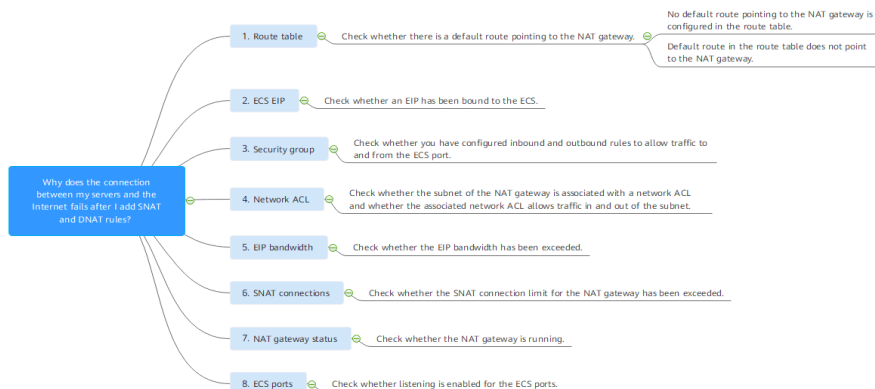 Why does the connection
between my servers and the
Internet fails after I add SNAT
and DNAT rules?
1. Route table
Check whether there is a default route pointing to the NAT gateway.
No default route pointing to the NAT gateway is
configured in the route table.
Default route in the route table does not point
to the NAT gateway.
2. ECS EIP
Check whether an EIP has been bound to the ECS.
3. Security group
Check whether you have configured inbound and outbound rules to allow traffic to
and from the ECS port.
4. Network ACL
Check whether the subnet of the NAT gateway is associated with a network ACL
and whether the associated network ACL allows traffic in and out of the subnet.
5. EIP bandwidth
Check whether the EIP bandwidth has been exceeded.
6. SNAT connections
Check whether the SNAT connection limit for the NAT gateway has been exceeded.
7. NAT gateway status
Check whether the NAT gateway is running.
8. ECS ports
Check whether listening is enabled for the ECS ports.